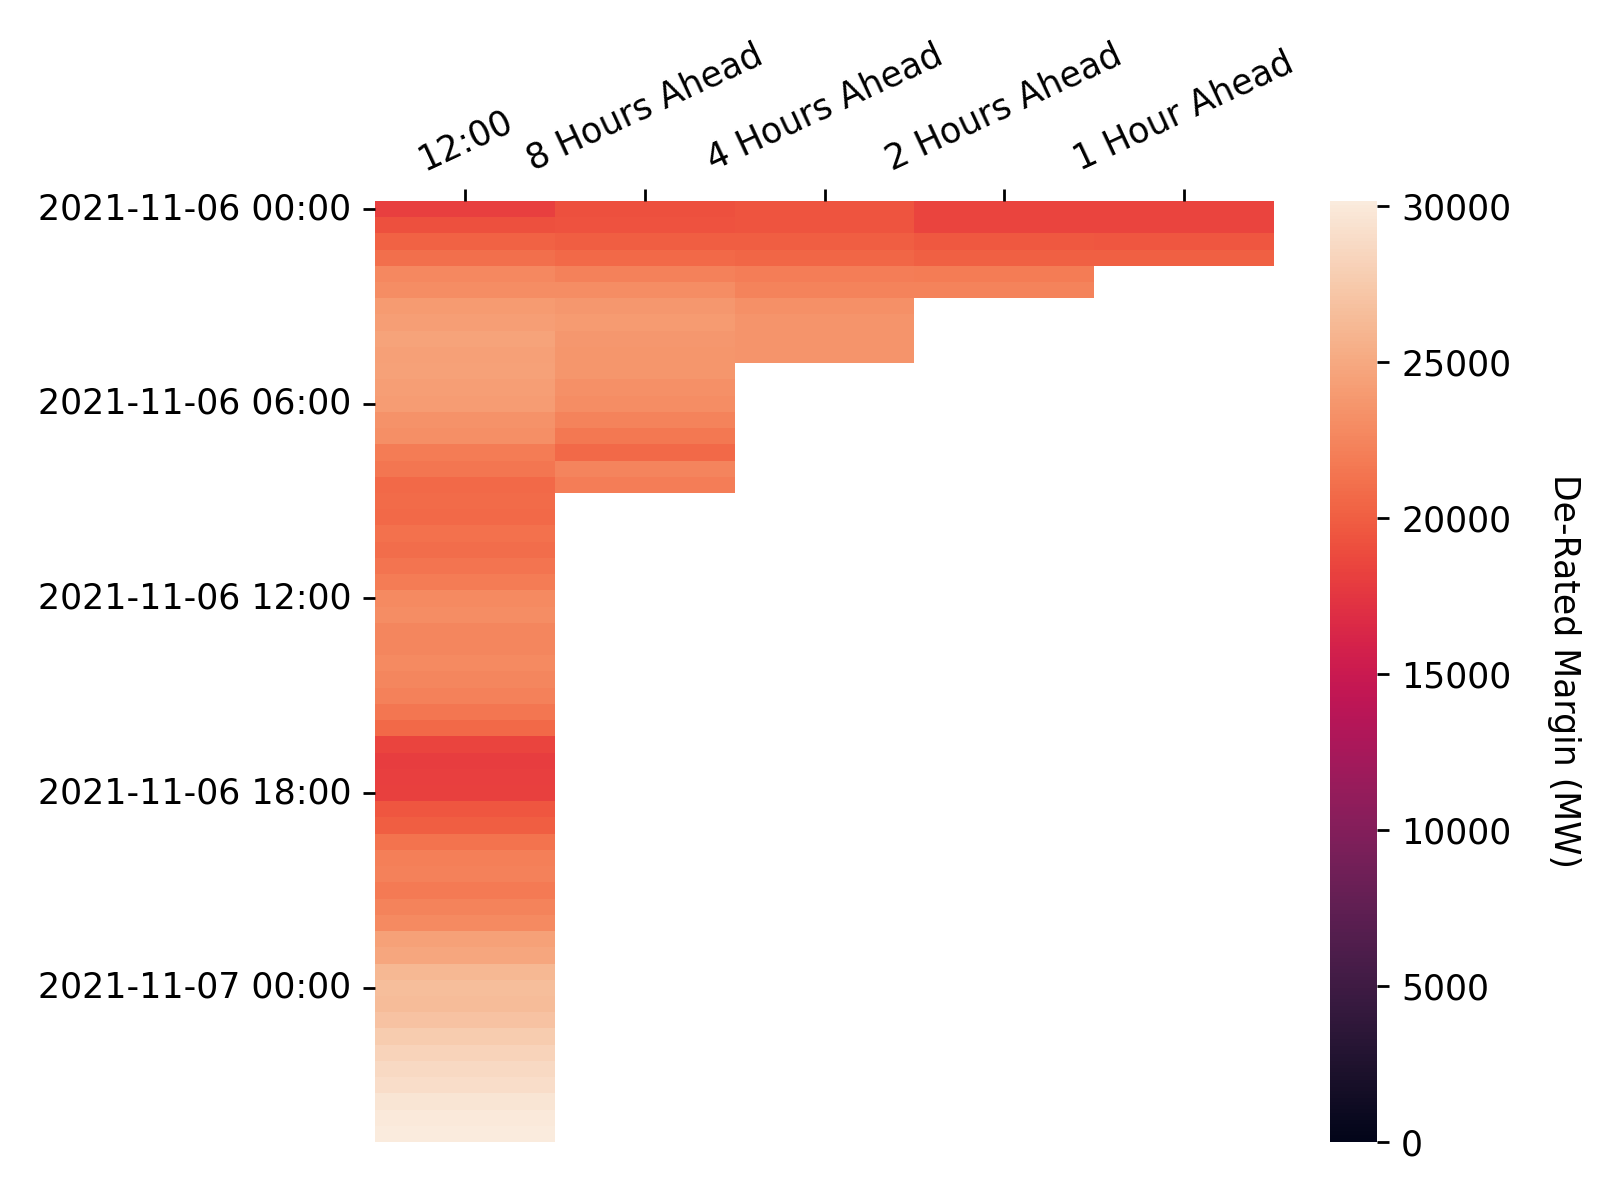 12:00
8 Hours Ahead
4 Hours Ahead
2 Hours Ahead
1 Hour Ahead
2021-11-06 00:00
2021-11-06 06:00
2021-11-06 12:00
2021-11-06 18:00
2021-11-07 00:00
30000
25000
20000
15000
10000
5000
0
De-Rated Margin (MW)